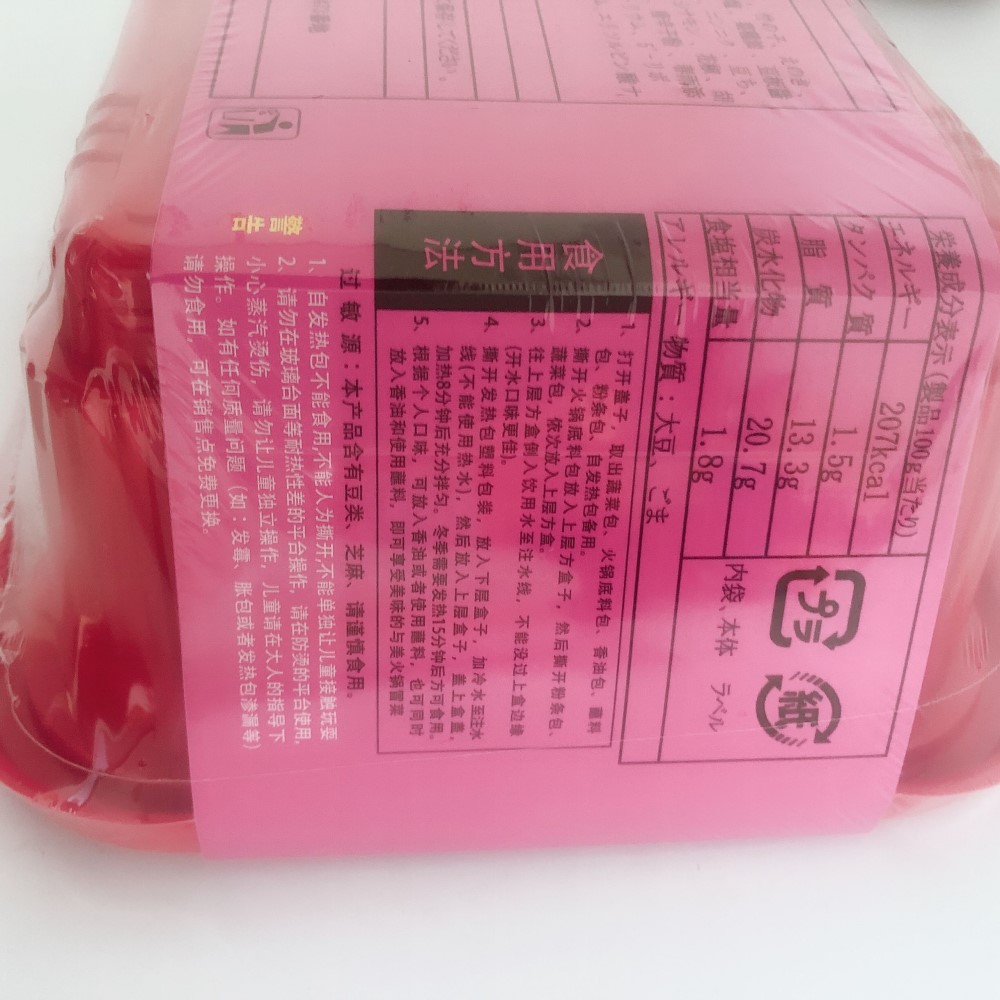 栄養成分表示(製品100g当たり)
エネルギー 207kcal
タンパク質 1.5g
脂 質 13.3g
炭水化物 20.7g
食塩相当量 1.8g
アレルギー物質:大豆、ごま
プラ
紙
内袋、本体 ラベル
食用方法
1、打开盖子,取出蔬菜包、火锅底料包、香油包、蘸料
包、粉条包、自发热包备用。
2、撕开火锅底料包放入上层方盒子,然后撕开粉条包、
蔬菜包,依次放入上层方盒。
3、往上层方盒倒入饮用水至注水线,不能没过上盒边缘
(开水口味更佳)。
4、撕开发热包塑料包装,放入下层盒子,加冷水至注水
线(不能使用热水),然后放入上层盒子,盖上盒盖,
加热8分钟后充分拌匀。冬季需要发热15分钟后方可食用。
5、根据个人口味,可放入香油或者使用蘸料,也可同时
放入香油和使用蘸料,即可享受美味的与美火锅冒菜
过敏源:本产品含有豆类、芝麻,请谨慎食用。
警告
1、自发热包不能食用,不能人为撕开,不能单独让儿童接触玩耍
2、请勿在玻璃台面等耐热性差的平台操作,请在防烫的平台使用,
小心蒸汽烫伤,请勿让儿童独立操作,儿童请在大人的指导下
操作。如有任何质量问题(如:发霉、胀包或者发热包渗漏等)
请勿食用,可在销售点免费更换。